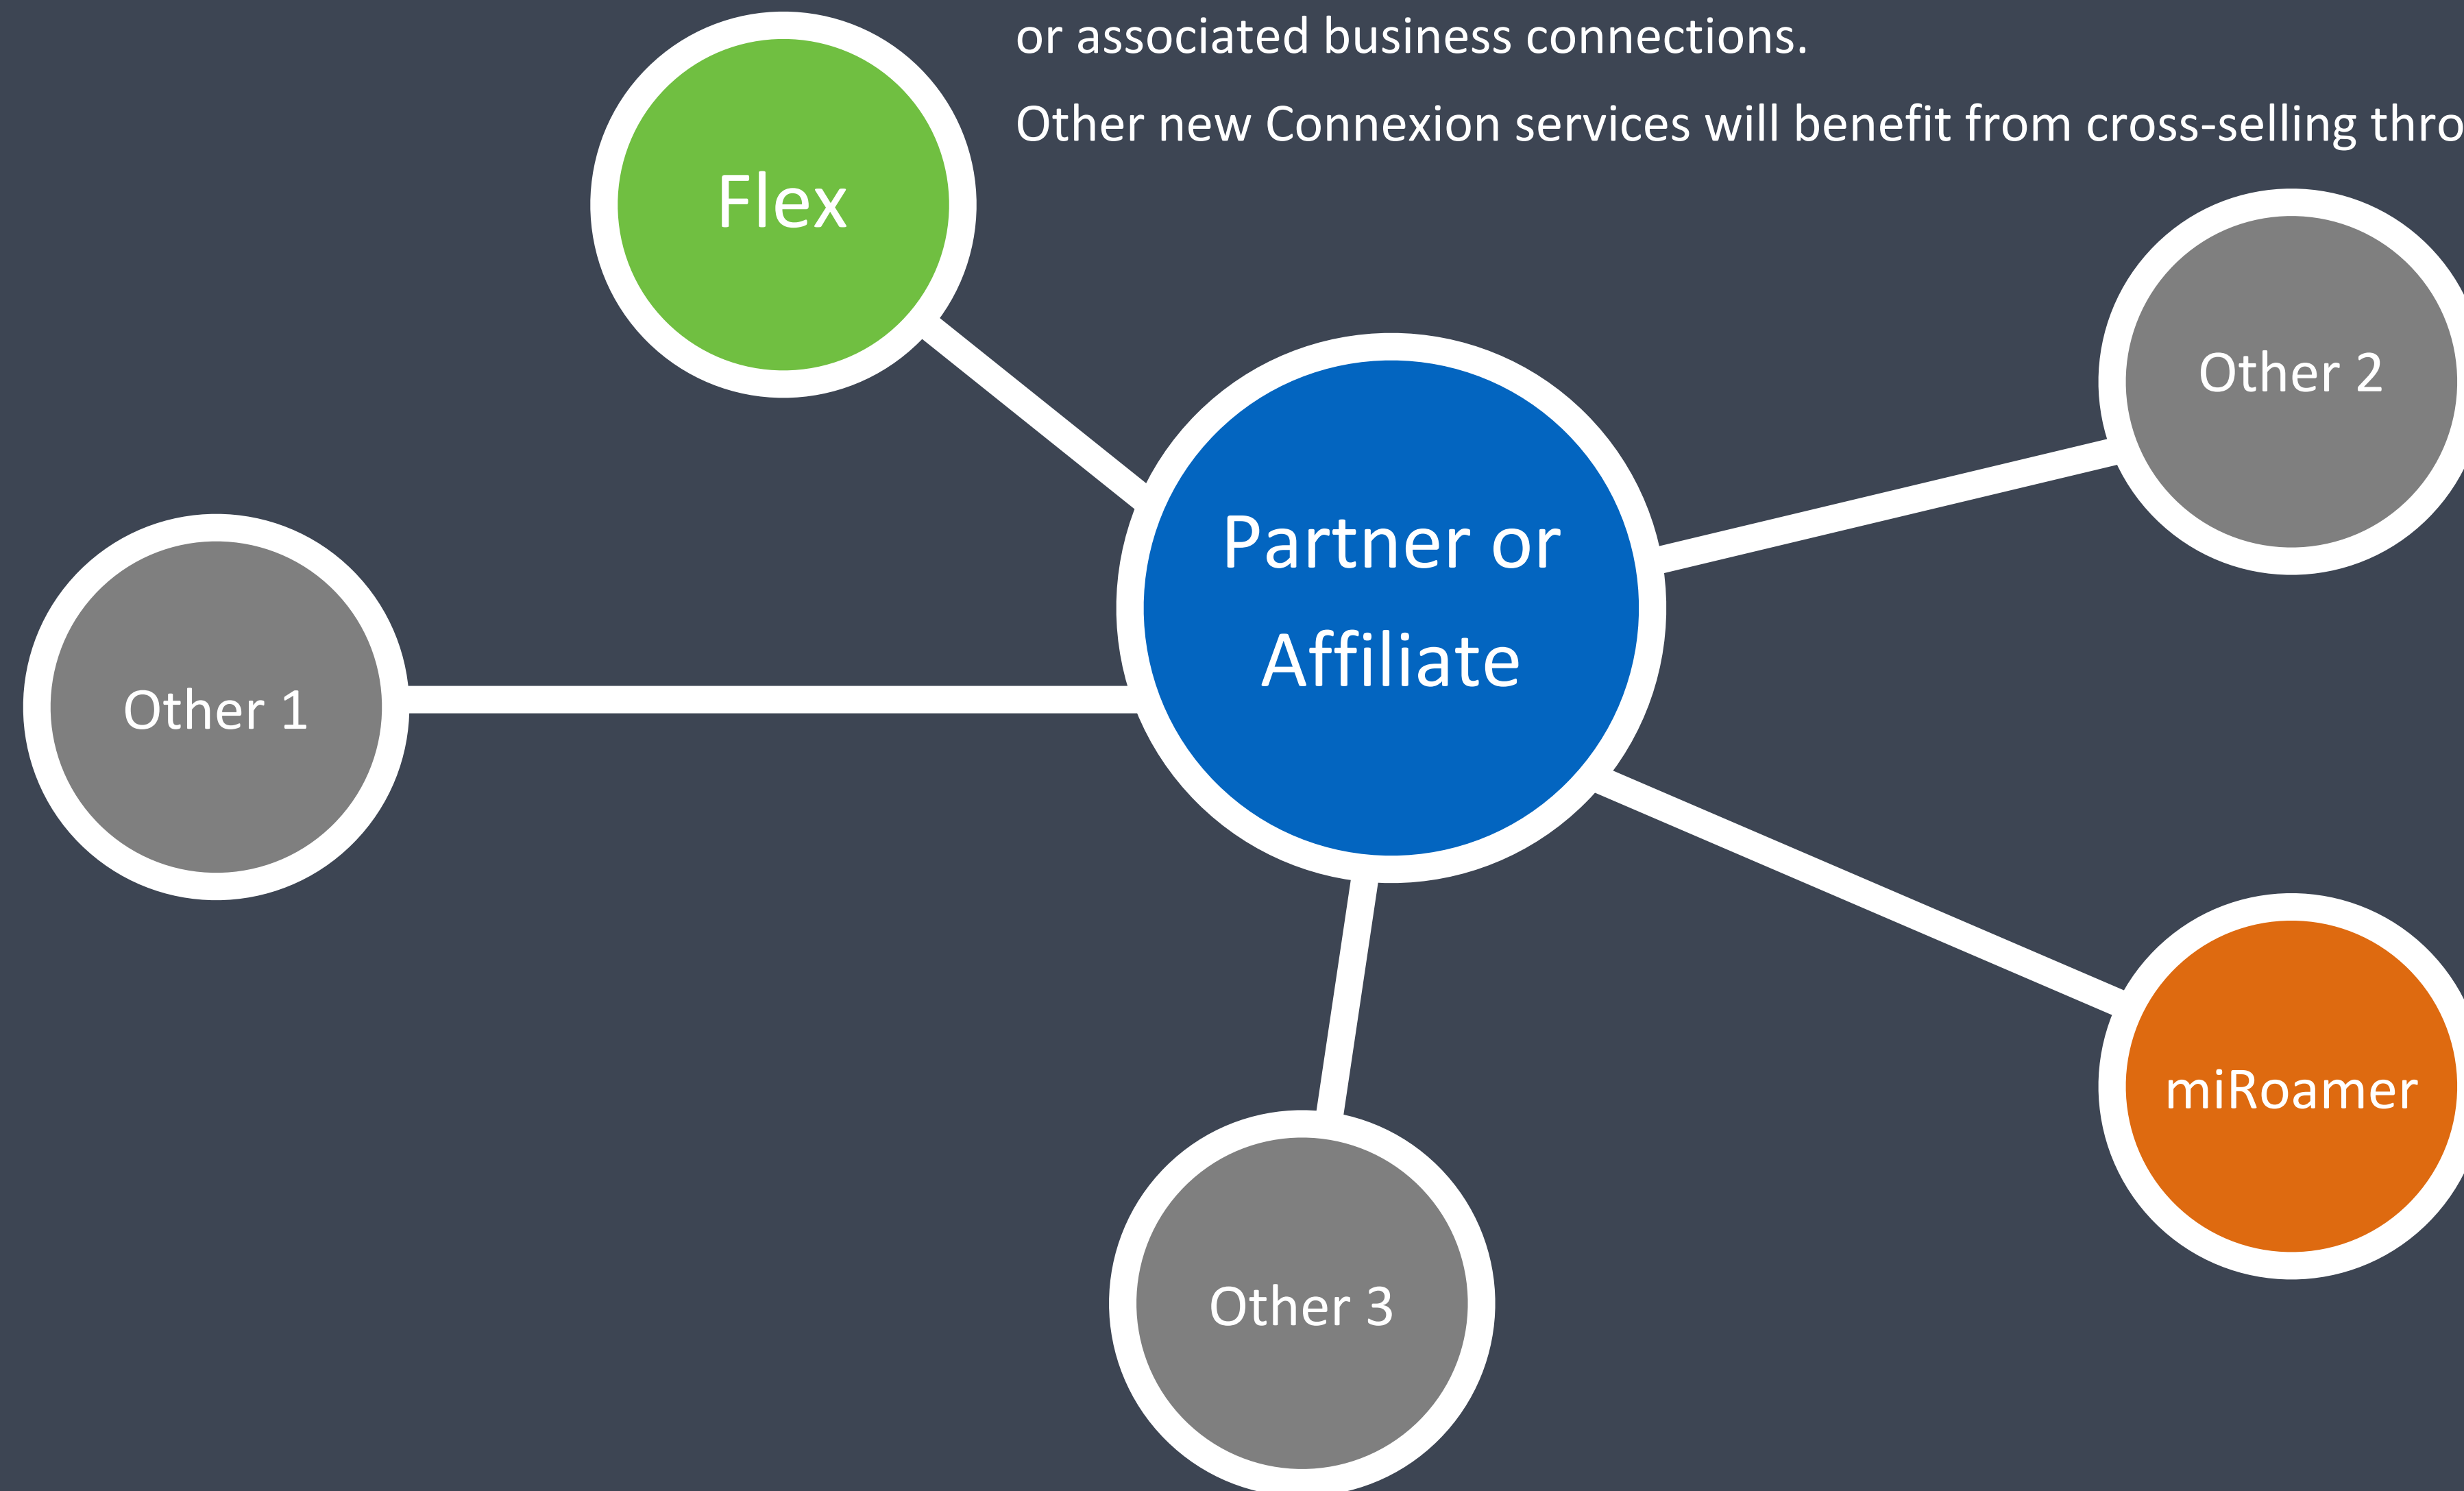 or associated business connections.
Other new Connexion services will benefit from cross-selling
Flex
Other 2
Partner or
Affiliate
Other 1
miRoamer
Other 3